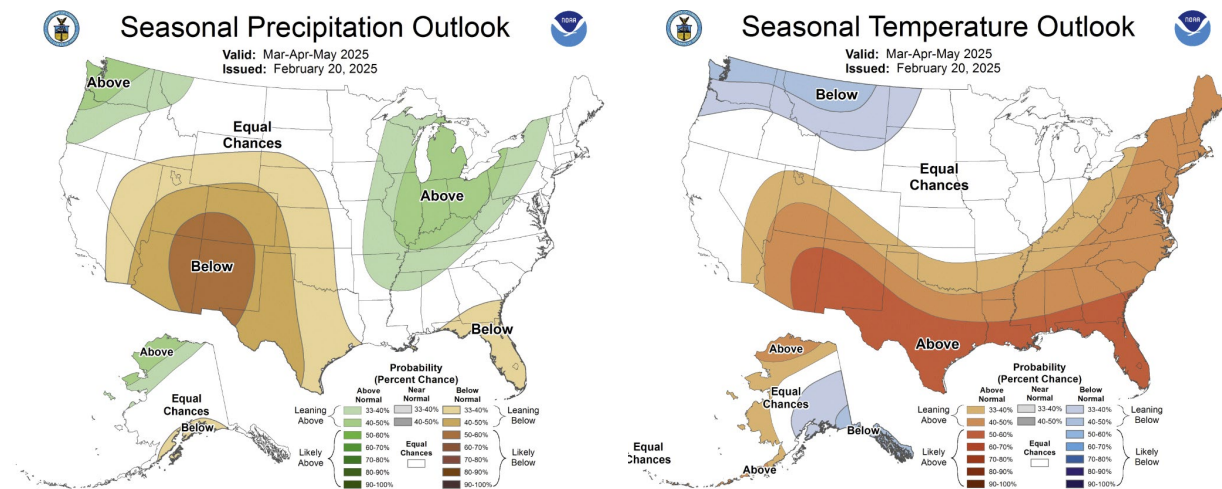 Seasonal Precipitation Outlook
Valid: Mar-Apr-May 2025
Issued: February 20, 2025
NOAA
Above
Equal
Chances
Above
Below
Below
Above
Equal
Chances
Below
Probability
(Percent Chance)
Above
Normal
Near
Normal
Below
Normal
Leaning
Above
33-40%
33-40%
33-40%
Leaning
Below
40-50%
40-50%
40-50%
Likely
Above
50-60%
60-70%
70-80%
80-90%
90-100%
Equal
Chances
50-60%
60-70%
70-80%
80-90%
90-100%
Likely
Below
Seasonal Temperature Outlook
Valid: Mar-Apr-May 2025
Issued: February 20, 2025
NOAA
Below
Equal
Chances
Above
Above
Equal
Chances
Below
Above
Equal
Chances
Probability
(Percent Chance)
Above
Normal
Near
Normal
Below
Normal
Leaning
Above
33-40%
33-40%
33-40%
Leaning
Below
40-50%
40-50%
40-50%
Likely
Above
50-60%
60-70%
70-80%
80-90%
90-100%
Equal
Chances
50-60%
60-70%
70-80%
80-90%
90-100%
Likely
Below